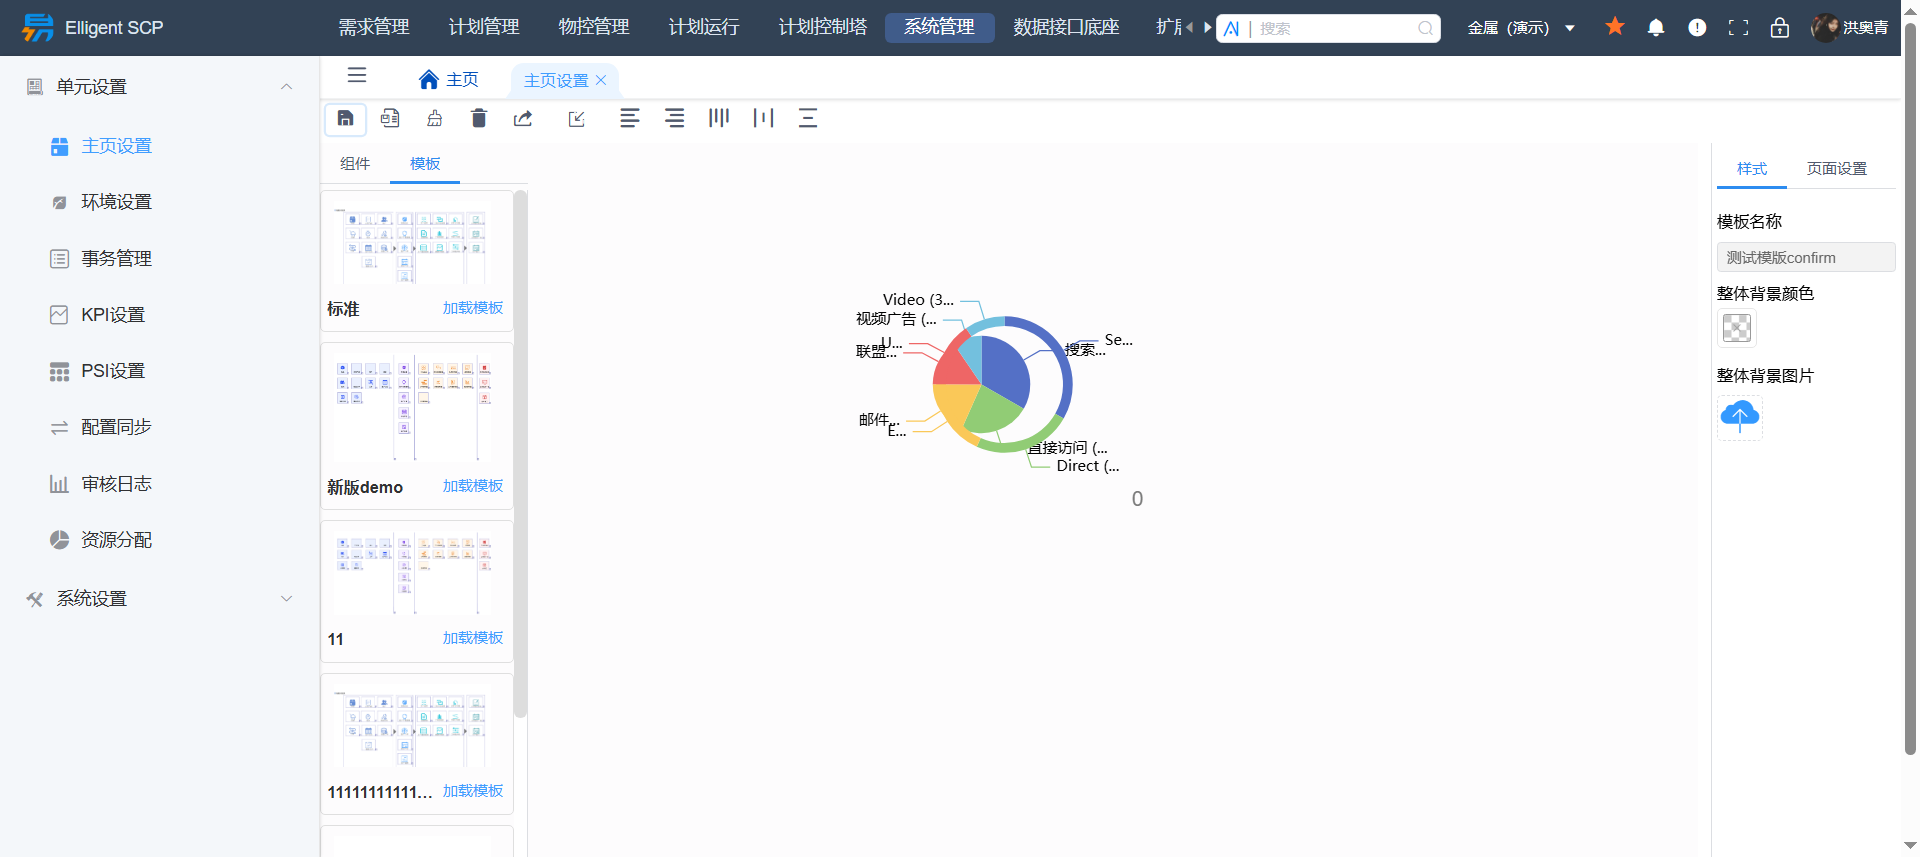 Elligent SCP
需求管理
计划管理
物控管理
计划运行
计划控制塔
系统管理
数据接口底座
AI | 搜索
金属 (演示)
洪奥青
单元设置
主页设置
环境设置
事务管理
KPI设置
PSI设置
配置同步
审核日志
资源分配
系统设置
主页
主页设置
组件
模板
标准
加载模板
新版demo
加载模板
11
加载模板
11111111111...
加载模板
Video (3...
视频广告 (...
U...
联盟...
邮件...
E...
Se...
搜索...
直接访问 (...
Direct (...
0
样式
页面设置
模板名称
测试模版confirm
整体背景颜色
整体背景图片